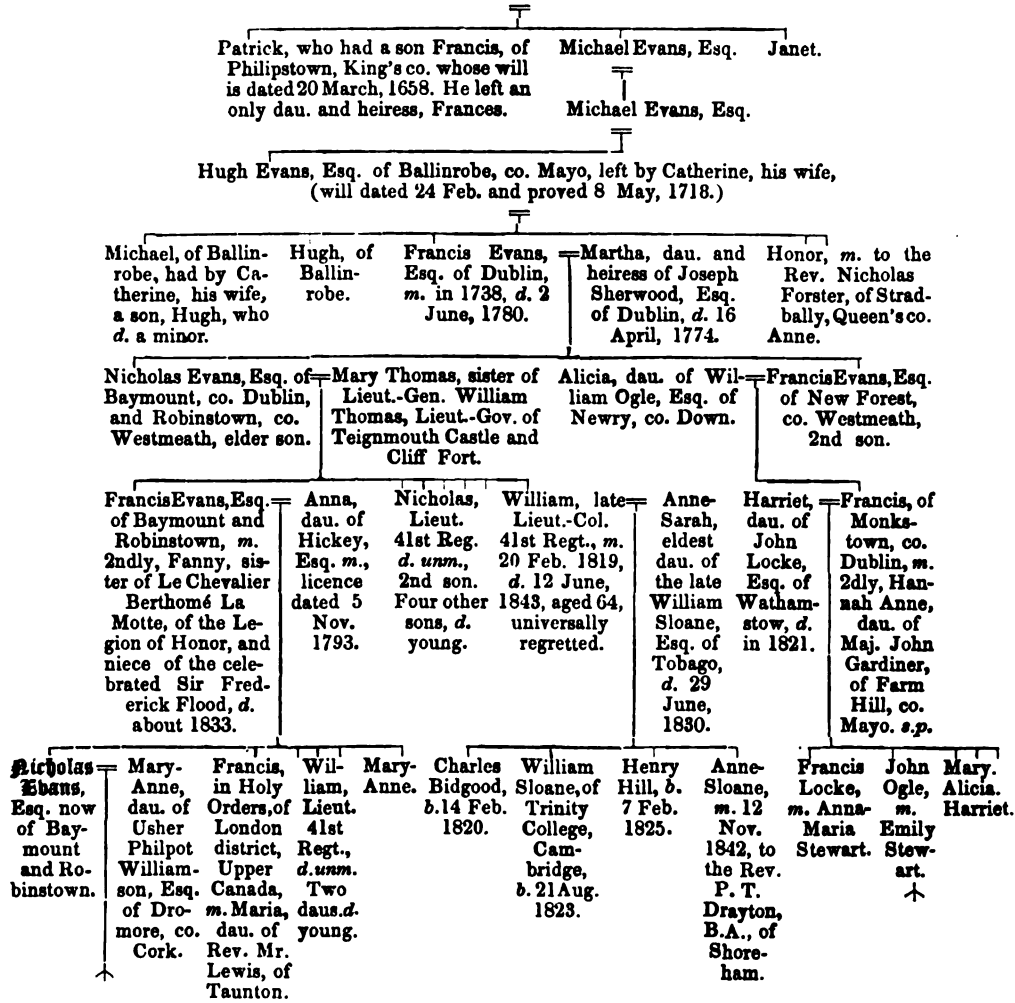 Patrick, who had a son Francis, of
Philipstown, King's co. whose will
is dated 20 March, 1658. He left an
only dau. and heiress, Frances.
Michael Evans, Esq.
Janet.
Michael Evans, Esq.
Hugh Evans, Esq. of Ballinrobe, co. Mayo, left by Catherine, his wife,
(will dated 24 Feb. and proved 8 May, 1718.)
Michael, of Ballin-
robe, had by Ca-
therine, his wife,
a son, Hugh, who
d. a minor.
Hugh, of
Ballin-
robe.
Francis Evans,
Esq. of Dublin,
m. in 1738, d. 2
June, 1780.
Martha, dau. and
heiress of Joseph
Sherwood, Esq.
of Dublin, d. 16
April, 1774.
Honor, m. to the
Rev. Nicholas
Forster, of Strad-
bally, Queen's co.
Anne.
Nicholas Evans, Esq. of
Baymount, co. Dublin,
and Robinstown, co.
Westmeath, elder son.
Mary Thomas, sister of
Lieut.-Gen. William
Thomas, Lieut.-Gov. of
Teignmouth Castle and
Cliff Fort.
Alicia, dau. of Wil-
liam Ogle, Esq. of
Newry, co. Down.
Francis Evans, Esq.
of New Forest,
co. Westmeath,
2nd son.
Francis Evans, Esq.
of Baymount and
Robinstown, m.
2ndly, Fanny, sis-
ter of Le Chevalier
Berthomé La
Motte, of the Le-
gion of Honor, and
niece of the cele-
brated Sir Fred-
erick Flood, d.
about 1833.
Anna,
dau. of
Hickey,
Esq. m.,
licence
dated 5
Nov.
1793.
Nicholas,
Lieut.
41st Reg.
d. unm.,
2nd son.
Four other
sons, d.
young.
William, late
Lieut.-Col.
41st Regt., m.
20 Feb. 1819,
d. 12 June,
1843, aged 64,
universally
regretted.
Anne-
Sarah,
eldest
dau. of
the late
William
Sloane,
Esq. of
Tobago,
d. 29
June,
1830.
Harriet,
dau. of
John
Locke,
Esq. of
Watham-
stow, d.
in 1821.
Francis, of
Monks-
town, co.
Dublin, m.
2dly, Han-
nah Anne,
dau. of
Maj. John
Gardiner,
of Farm
Hill, co.
Mayo. s.p.
Nicholas
Evans,
Esq. now
of Bay-
mount
and Ro-
binstown.
Mary-
Anne,
dau. of
Usher
Philpot
William-
son, Esq.
of Dro-
more, co.
Cork.
Francis,
in Holy
Orders, of
London
district,
Upper
Canada,
m. Maria,
dau. of
Rev. Mr.
Lewis, of
Taunton.
Wil-
liam,
Lieut.
41st
Regt.,
d. unm.
Two
daus. d.
young.
Mary-
Anne.
Charles
Bidgood,
b. 14 Feb.
1820.
William
Sloane, of
Trinity
College,
Cam-
bridge,
b. 21 Aug.
1823.
Henry
Hill, b.
7 Feb.
1825.
Anne-
Sloane,
m. 12
Nov.
1842, to
the Rev.
P. T.
Drayton,
B.A., of
Shore-
ham.
Francis
Locke,
m. Anna-
Maria
Stewart.
John
Ogle,
m.
Emily
Stew-
art.
Mary.
Alicia.
Harriet.